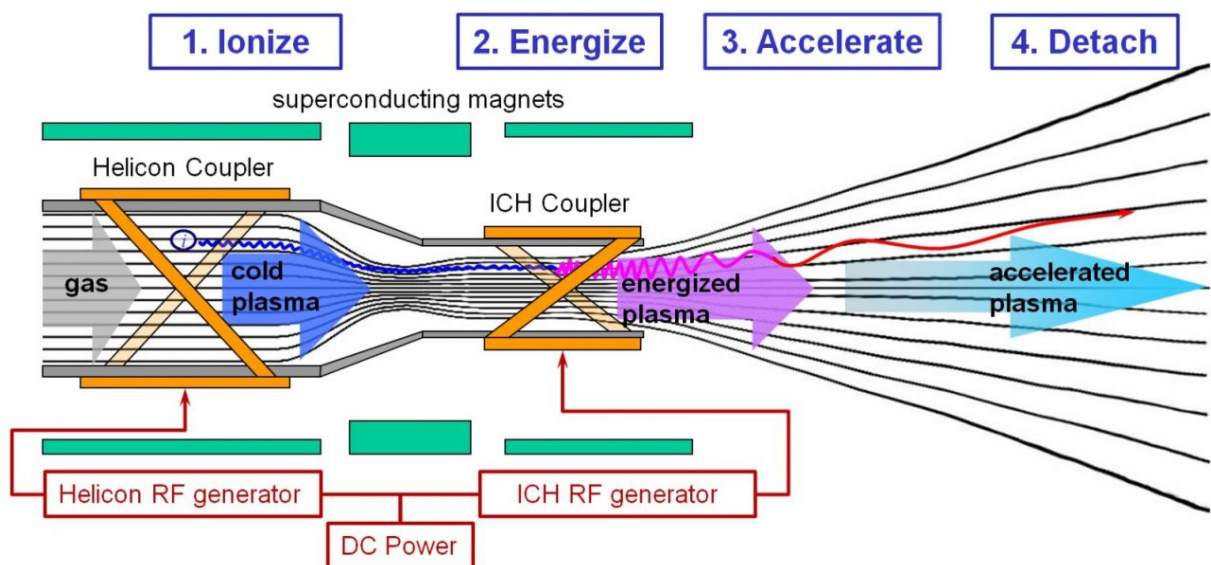 1. Ionize
2. Energize
3. Accelerate
4. Detach
superconducting magnets
Helicon Coupler
ICH Coupler
i
gas
cold
plasma
energized
plasma
accelerated
plasma
Helicon RF generator
ICH RF generator
DC Power